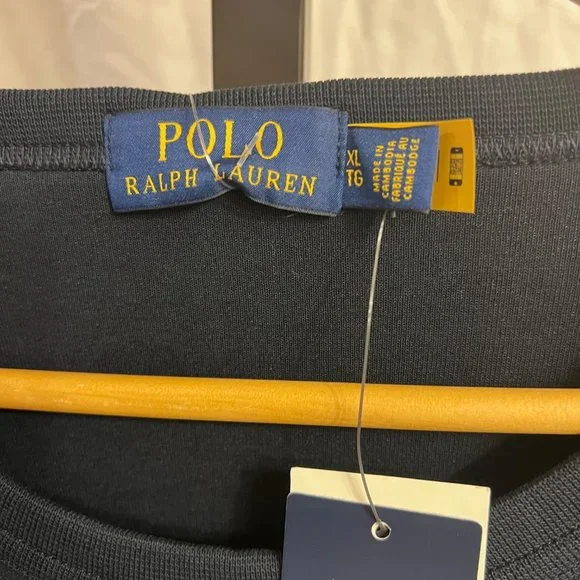 POLO
RALPH LAUREN
XL
TG
MADE IN
CAMBODIA
FABRIQUÉ AU
CAMBODGE